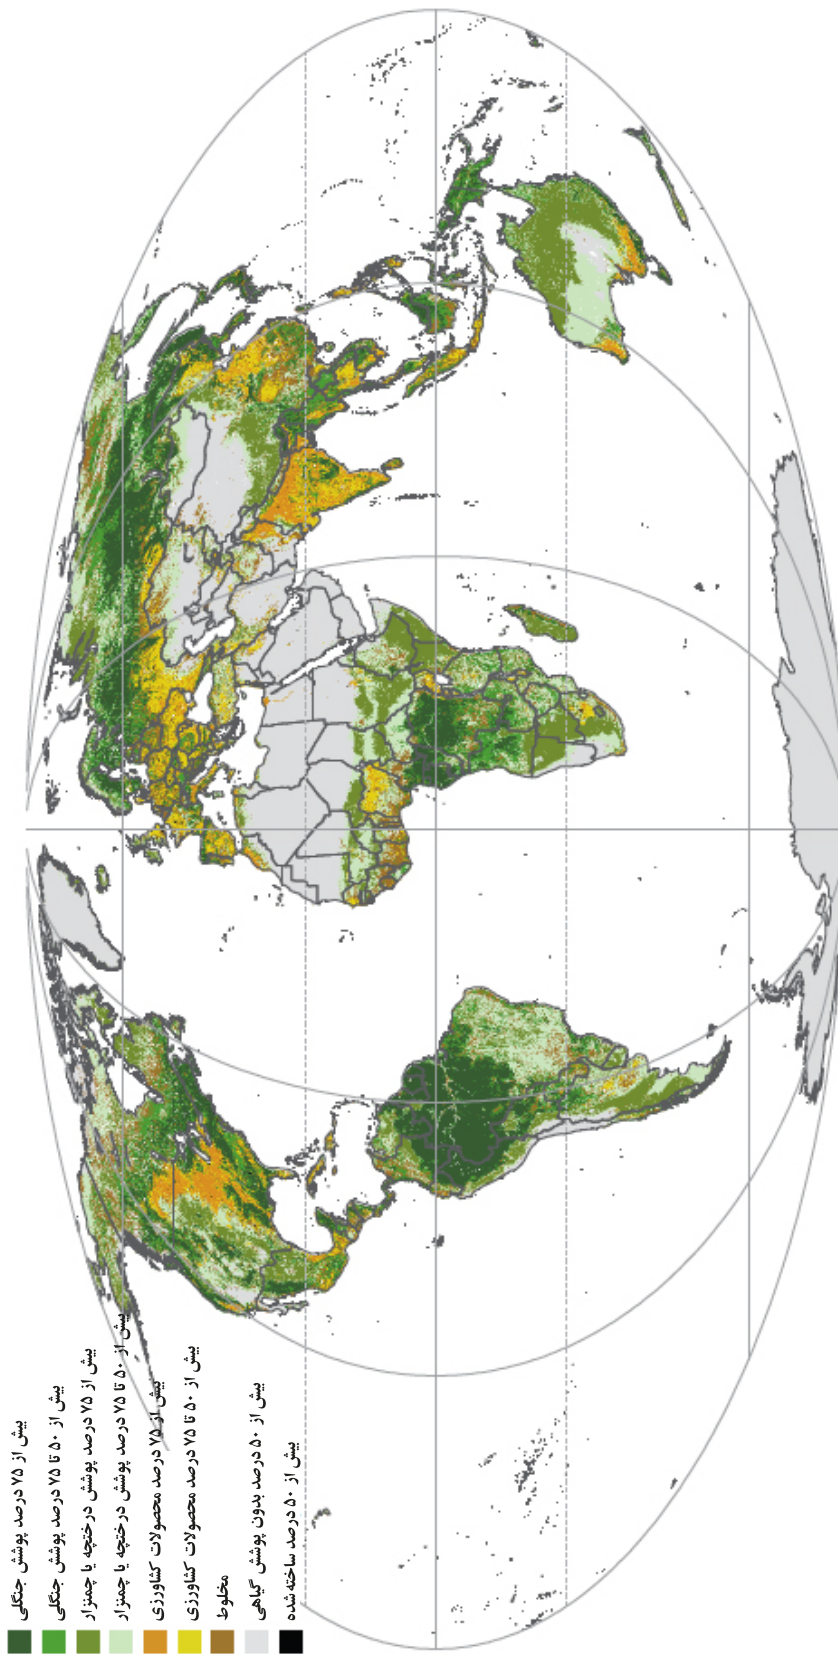 بیش از ۷۵ درصد پوشش جنگلی
بیش از ۵۰ تا ۷۵ درصد پوشش جنگلی
بیش از ۷۵ درصد پوشش درختچه یا چمنزار
بیش از ۵۰ تا ۷۵ درصد پوشش درختچه یا چمنزار
بیش از ۷۵ درصد محصولات کشاورزی
بیش از ۵۰ تا ۷۵ درصد محصولات کشاورزی
مخلوط
بیش از ۵۰ درصد بدون پوشش گیاهی
بیش از ۵۰ درصد ساخته شده